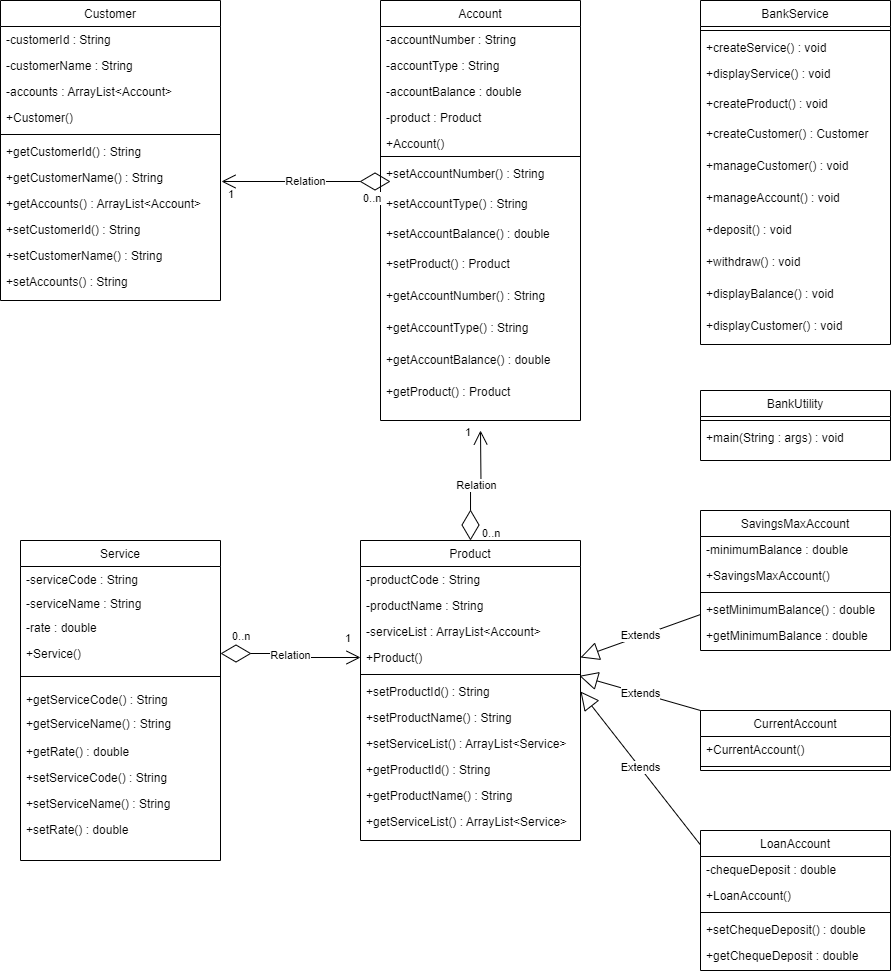 Customer
-customerId : String
-customerName : String
-accounts : ArrayList<Account>
+Customer()
+getCustomerId() : String
+getCustomerName() : String
+getAccounts() : ArrayList<Account>
+setCustomerId() : String
+setCustomerName() : String
+setAccounts() : String
Relation
1
0..n
Account
-accountNumber : String
-accountType : String
-accountBalance : double
-product : Product
+Account()
+setAccountNumber() : String
+setAccountType() : String
+setAccountBalance() : double
+setProduct() : Product
+getAccountNumber() : String
+getAccountType() : String
+getAccountBalance() : double
+getProduct() : Product
BankService
+createService() : void
+displayService() : void
+createProduct() : void
+createCustomer() : Customer
+manageCustomer() : void
+manageAccount() : void
+deposit() : void
+withdraw() : void
+displayBalance() : void
+displayCustomer() : void
BankUtility
+main(String : args) : void
1
Relation
0..n
Service
-serviceCode : String
-serviceName : String
-rate : double
+Service()
+getServiceCode() : String
+getServiceName() : String
+getRate() : double
+setServiceCode() : String
+setServiceName() : String
+setRate() : double
0..n
Relation
1
Product
-productCode : String
-productName : String
-serviceList : ArrayList<Account>
+Product()
+setProductId() : String
+setProductName() : String
+setServiceList() : ArrayList<Service>
+getProductId() : String
+getProductName() : String
+getServiceList() : ArrayList<Service>
Extends
Extends
Extends
SavingsMaxAccount
-minimumBalance : double
+SavingsMaxAccount()
+setMinimumBalance() : double
+getMinimumBalance : double
CurrentAccount
+CurrentAccount()
LoanAccount
-chequeDeposit : double
+LoanAccount()
+setChequeDeposit() : double
+getChequeDeposit : double